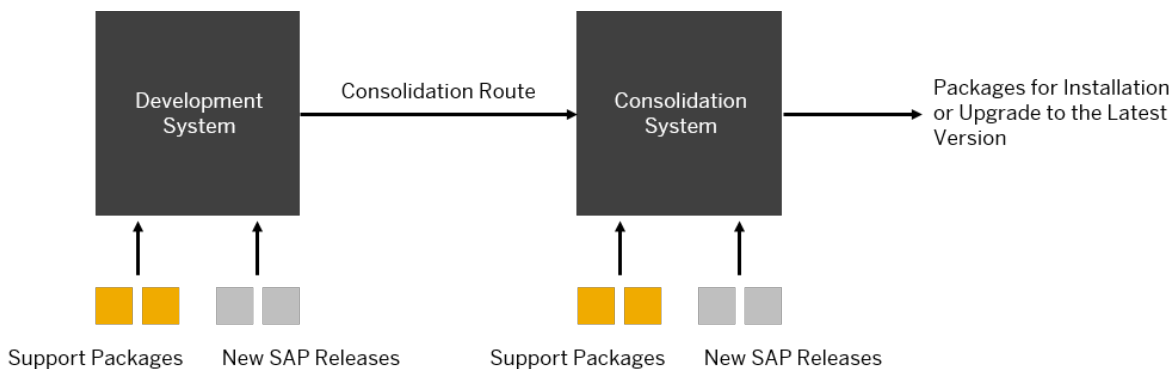 Development
System
Consolidation Route
Consolidation
System
Packages for Installation
or Upgrade to the Latest
Version
Support Packages
New SAP Releases
Support Packages
New SAP Releases